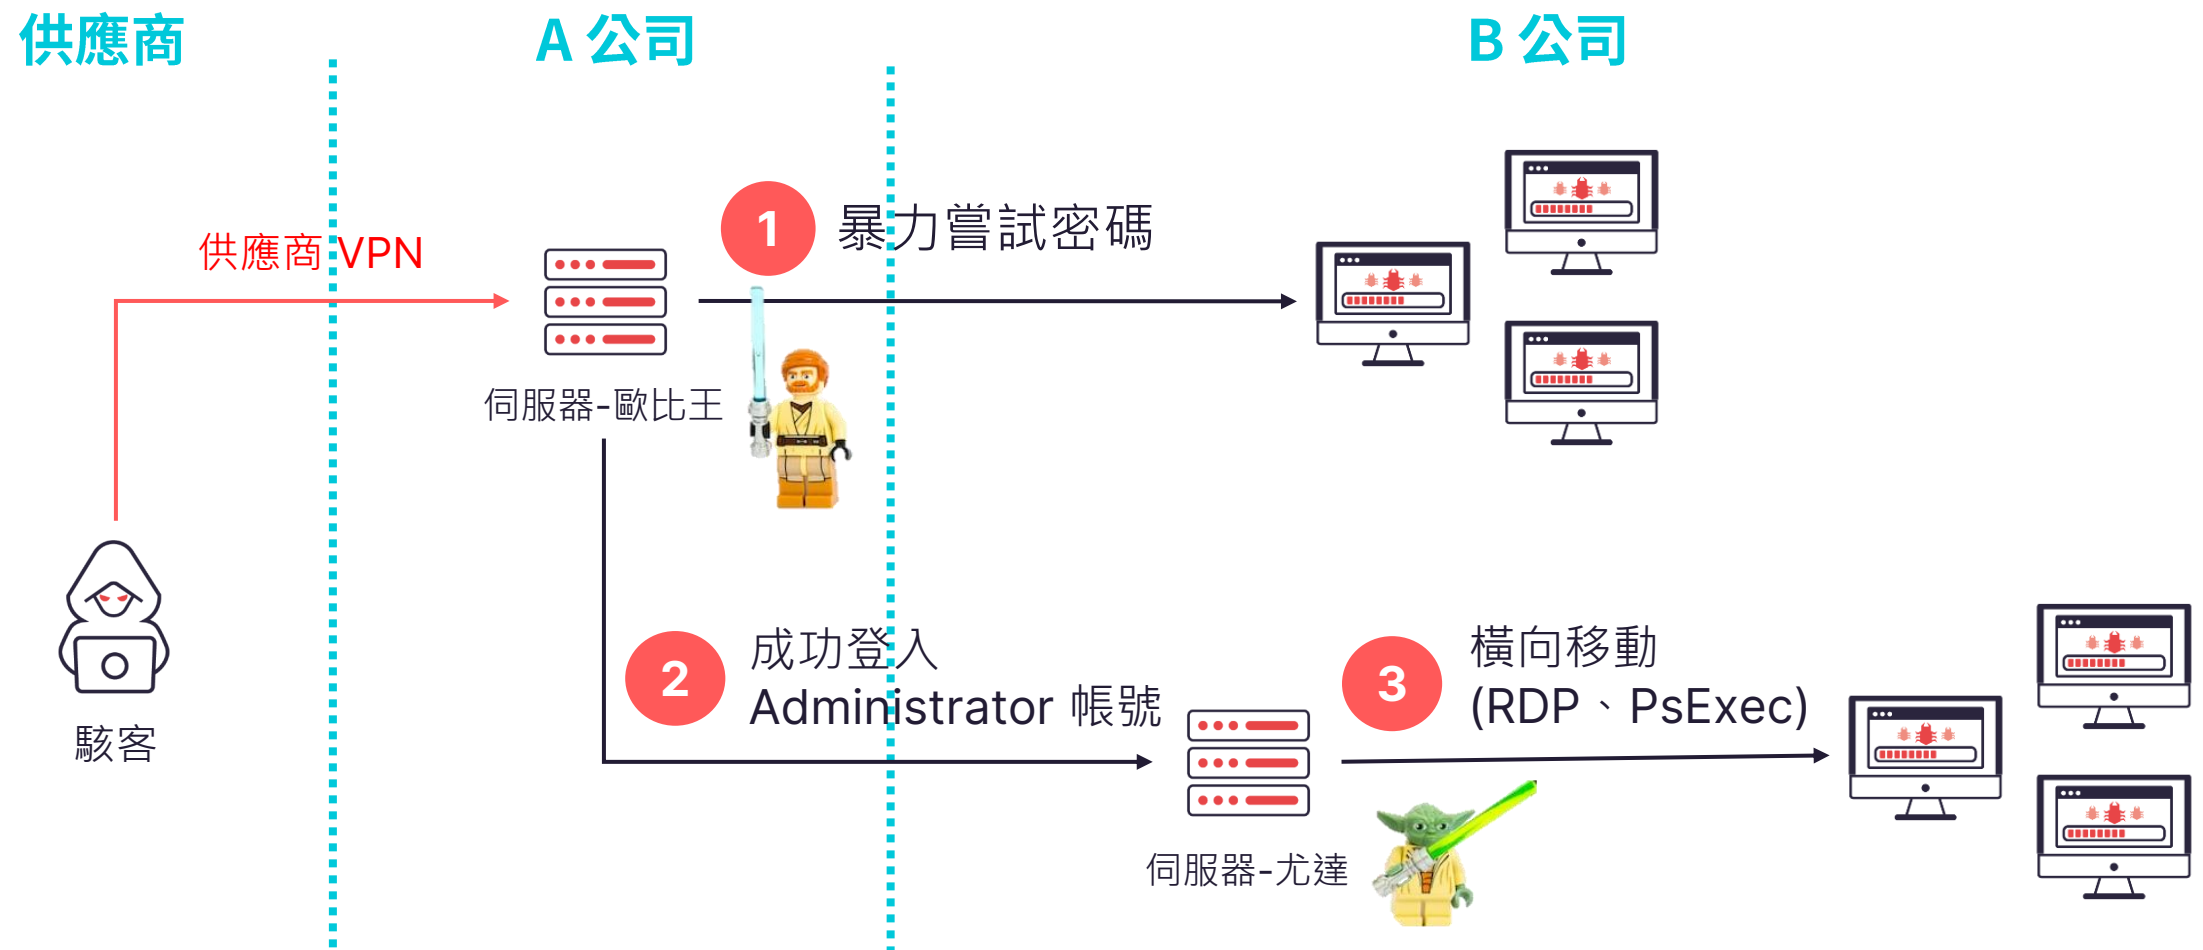 供應商
A 公司
B 公司
供應商 VPN
1
暴力嘗試密碼
伺服器-歐比王
駭客
2
成功登入
Administrator 帳號
3
橫向移動
(RDP、PsExec)
伺服器-尤達